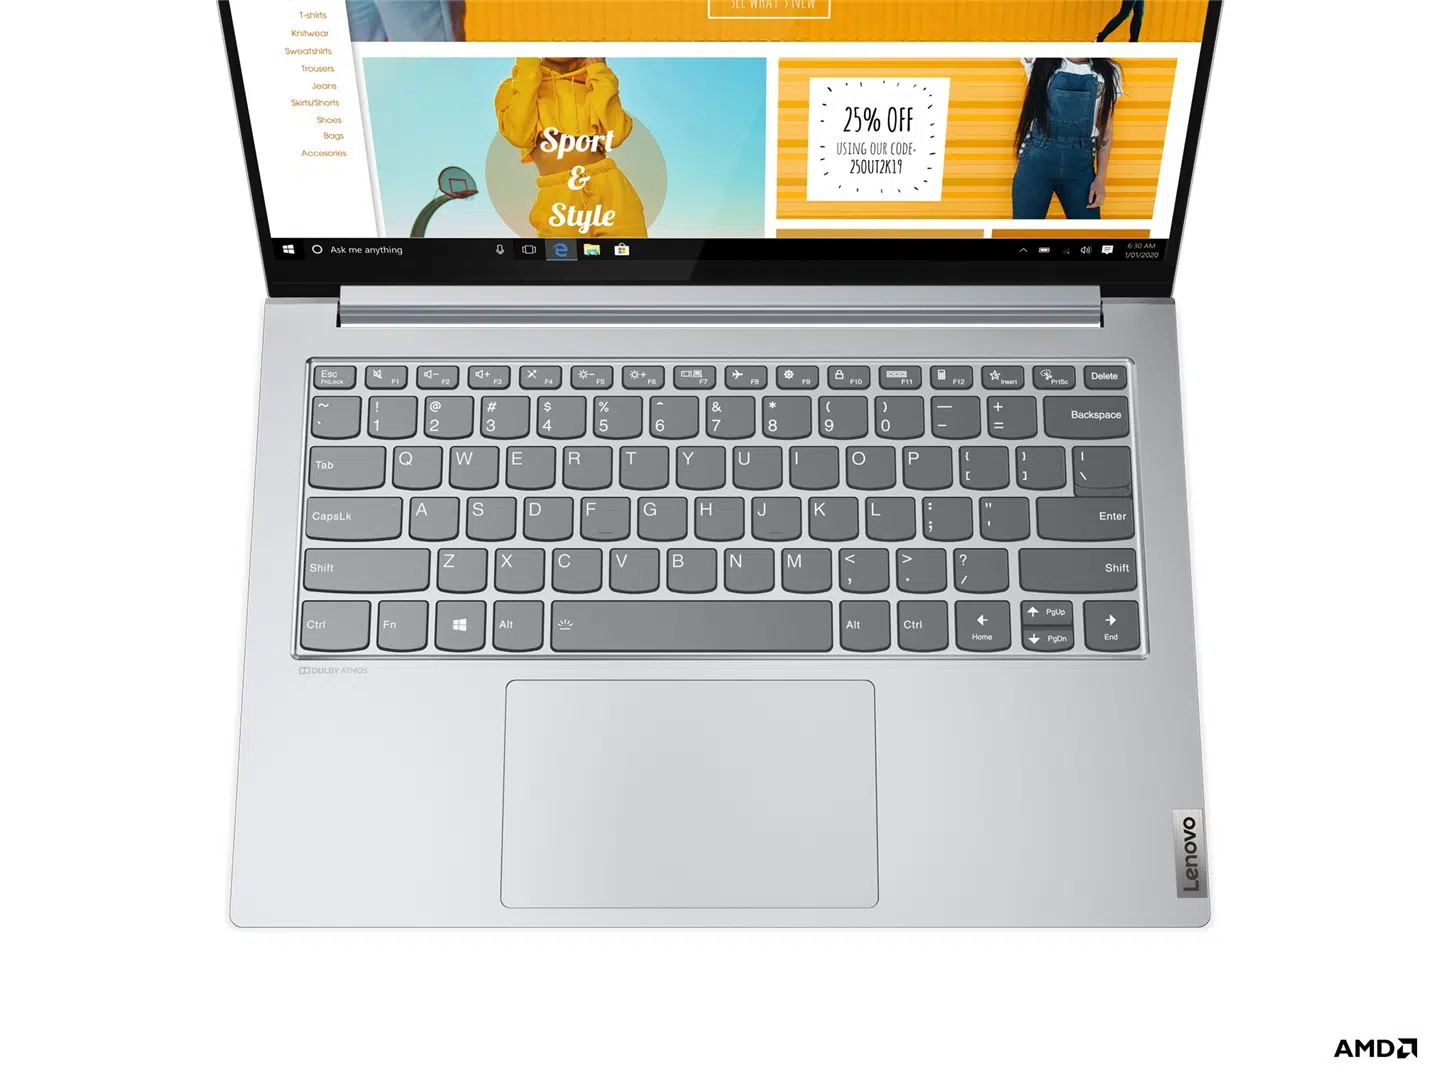 SEE WHAT'S NEW
T-shirts
Knitwear
Sweatshirts
Trousers
Jeans
Skirts/Shorts
Shoes
Bags
Accesories
Sport
&
Style
25% OFF
USING OUR CODE:
25OUT2K19
Ask me anything
6:30 AM
1/01/2020
Esc FnLock F1 F2 F3 F4 F5 F6 F7 F8 F9 F10 F11 F12 Insert PrtSc Delete
~ ! @ # $ % ^ & * ( ) — +
` 1 2 3 4 5 6 7 8 9 0 - = Backspace
Tab Q W E R T Y U I O P { [ } ] | \
CapsLk A S D F G H J K L : ; " ' Enter
Shift Z X C V B N M < , > . ? / Shift
Ctrl Fn Alt Alt Ctrl Home PgUp PgDn End
DOLBY ATMOS
Lenovo
AMD